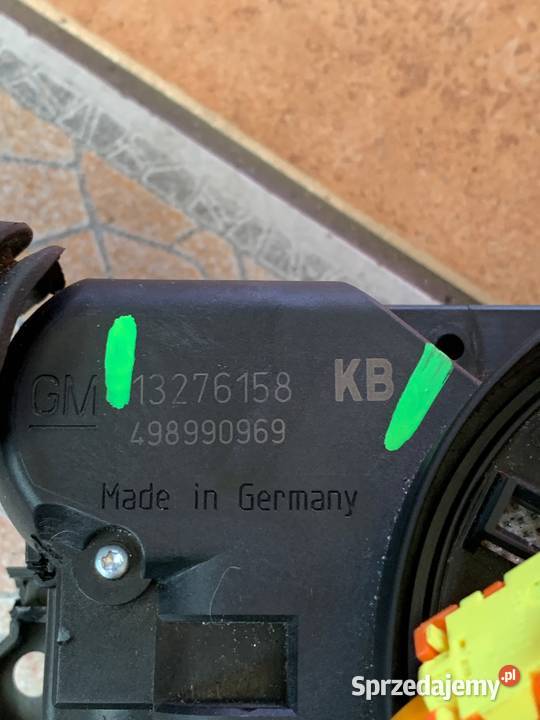 GM 13276158 KB
498990969
Made in Germany
Sprzedajemy.pl